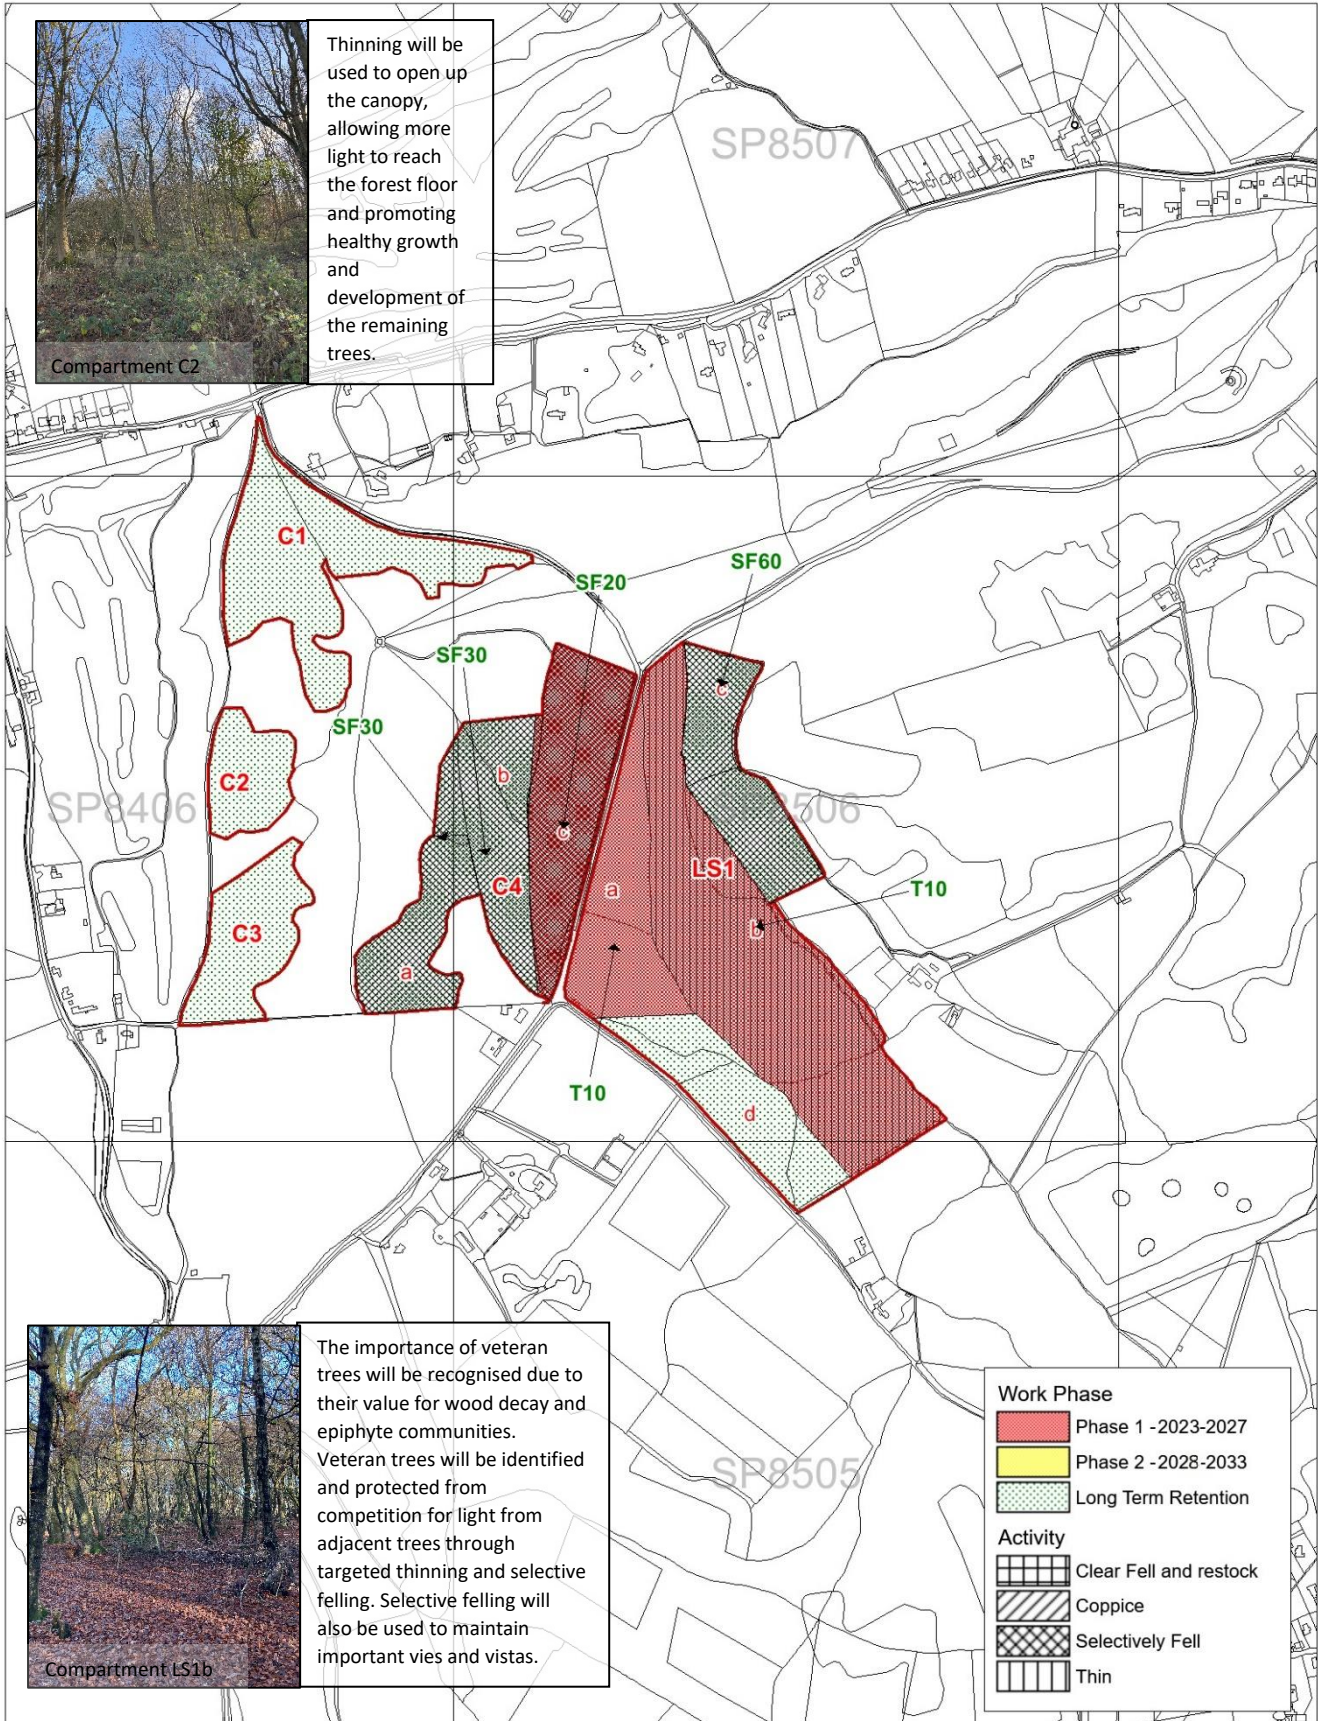 Thinning will be
used to open up
the canopy,
allowing more
light to reach
the forest floor
and promoting
healthy growth
and
development of
the remaining
trees.
Compartment C2
SP8507
C1
SF20
SF60
SF30
c
SF30
b
C2
SP8406
SP8506
c
LS1
a
C4
T10
b
C3
a
T10
d
The importance of veteran
trees will be recognised due to
their value for wood decay and
epiphyte communities.
Veteran trees will be identified
and protected from
competition for light from
adjacent trees through
targeted thinning and selective
felling. Selective felling will
also be used to maintain
important vies and vistas.
Compartment LS1b
SP8505
Work Phase
Phase 1 -2023-2027
Phase 2 -2028-2033
Long Term Retention
Activity
Clear Fell and restock
Coppice
Selectively Fell
Thin